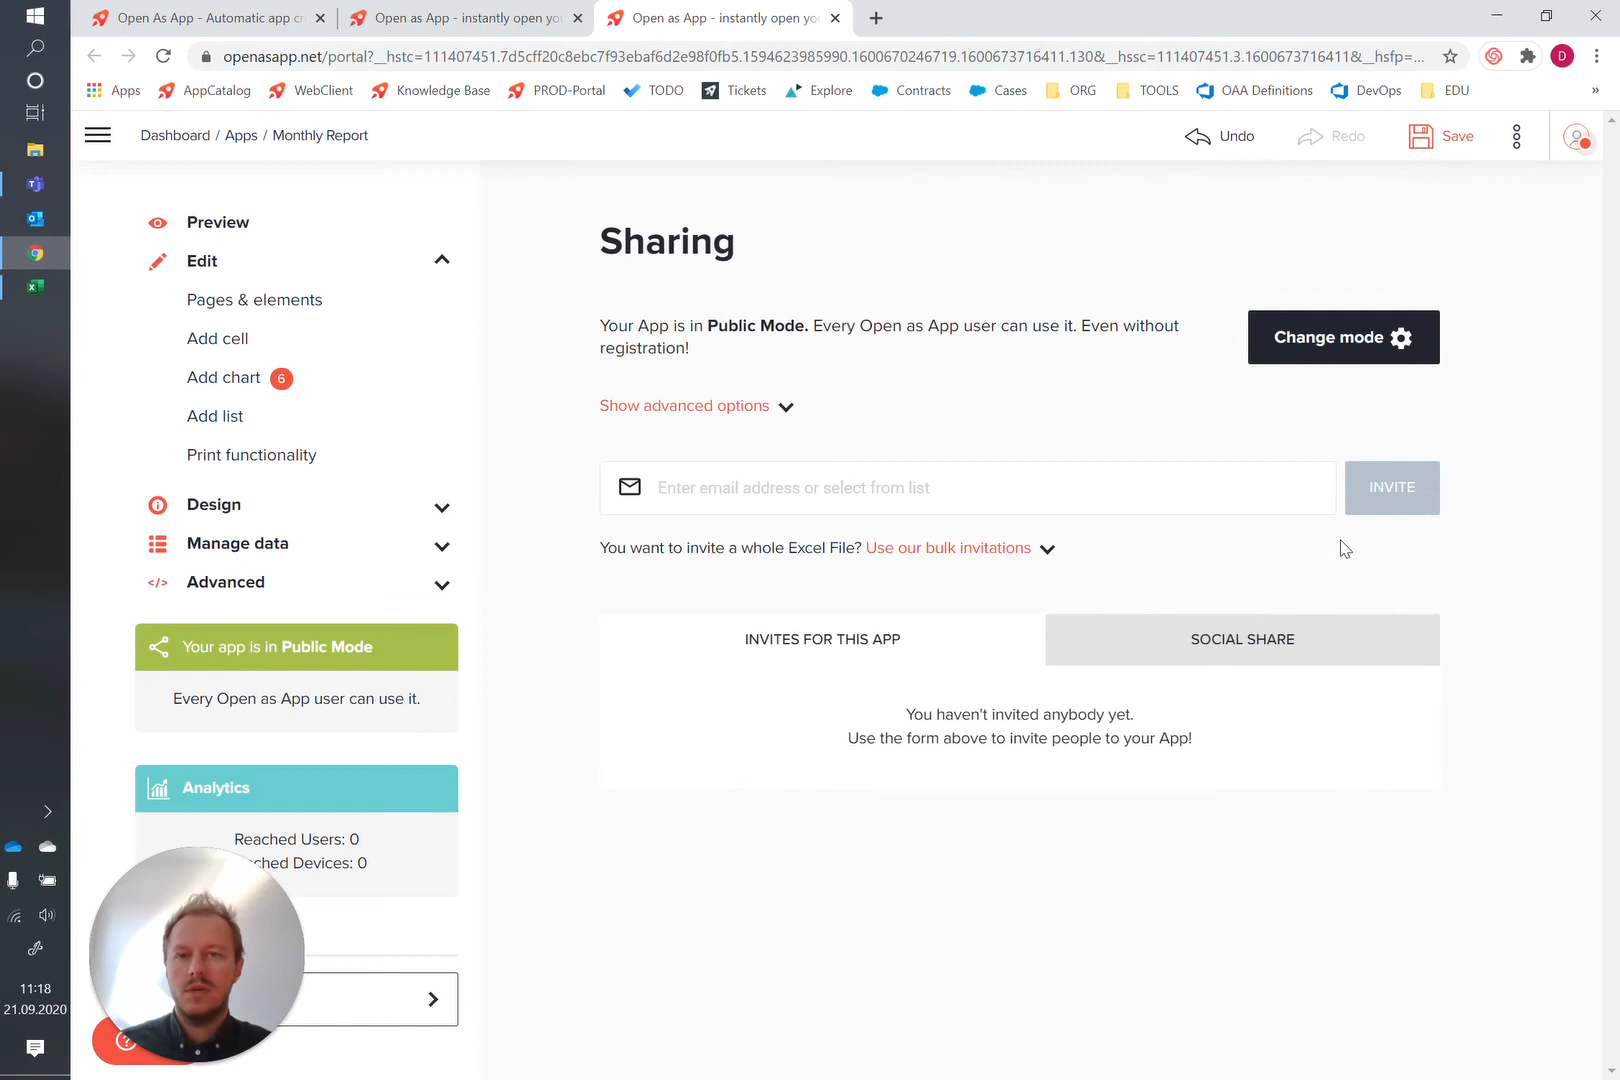 Open As App - Automatic app cr
Open as App - instantly open yo
Open as App - instantly open yo
openasapp.net/portal?__hstc=111407451.7d5cff20c8ebc7f93ebaf6d2e98f0fb5.1594623985990.1600670246719.1600673716411.130&__hssc=111407451.3.1600673716411&__hsfp=...
D
Apps
AppCatalog
WebClient
Knowledge Base
PROD-Portal
TODO
Tickets
Explore
Contracts
Cases
ORG
TOOLS
OAA Definitions
DevOps
EDU
»
Dashboard / Apps / Monthly Report
Undo
Redo
Save
Preview
Edit
Pages & elements
Add cell
Add chart 6
Add list
Print functionality
Design
Manage data
Advanced
Your app is in Public Mode
Every Open as App user can use it.
Analytics
Reached Users: 0
ched Devices: 0
Sharing
Your App is in Public Mode. Every Open as App user can use it. Even without
registration!
Change mode
Show advanced options
Enter email address or select from list
INVITE
You want to invite a whole Excel File? Use our bulk invitations
INVITES FOR THIS APP
SOCIAL SHARE
You haven't invited anybody yet.
Use the form above to invite people to your App!
11:18
21.09.2020